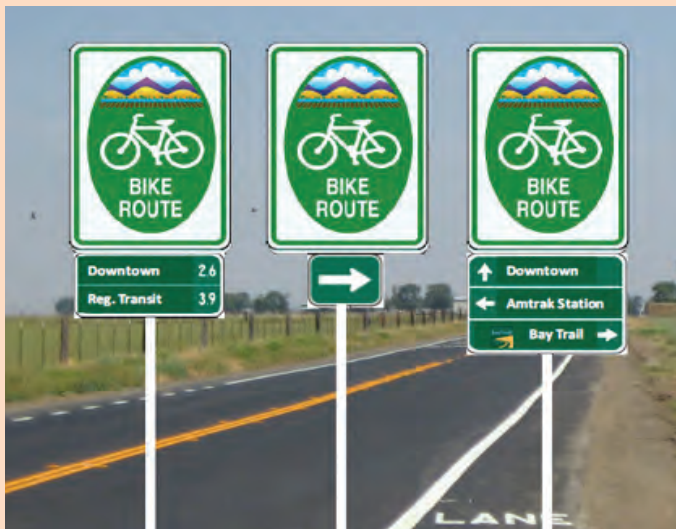 BIKE
ROUTE
Downtown 2.6
Reg. Transit 3.9
BIKE
ROUTE
BIKE
ROUTE
Downtown
Amtrak Station
Bay Trail
LANE